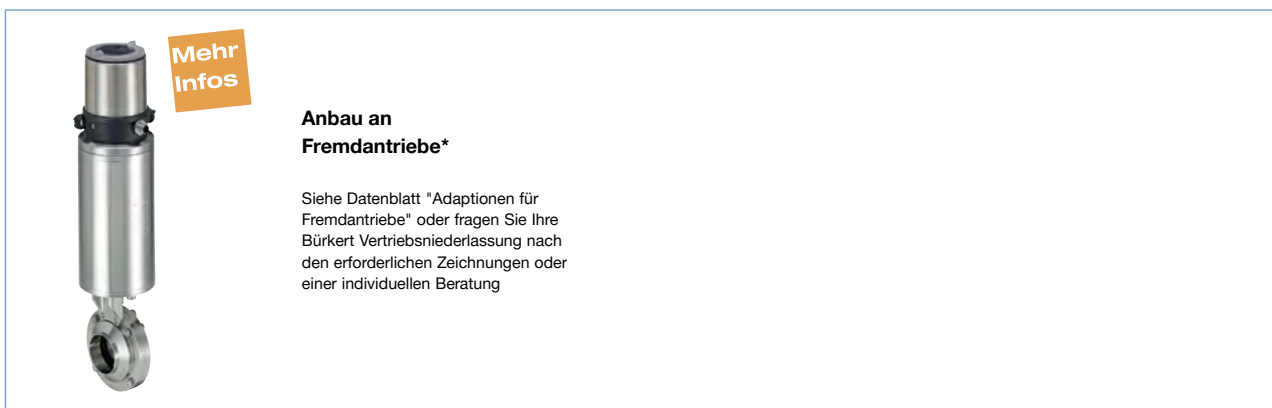 Mehr
Infos
Anbau an
Fremdantriebe*
Siehe Datenblatt "Adaptionen für
Fremdantriebe" oder fragen Sie Ihre
Bürkert Vertriebsniederlassung nach
den erforderlichen Zeichnungen oder
einer individuellen Beratung